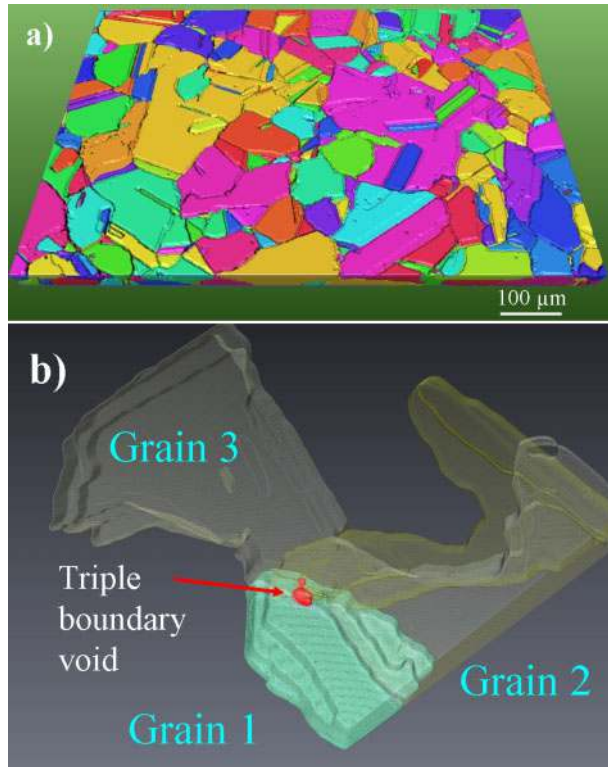 a)
100 µm
b)
Grain 3
Triple
boundary
void
Grain 2
Grain 1